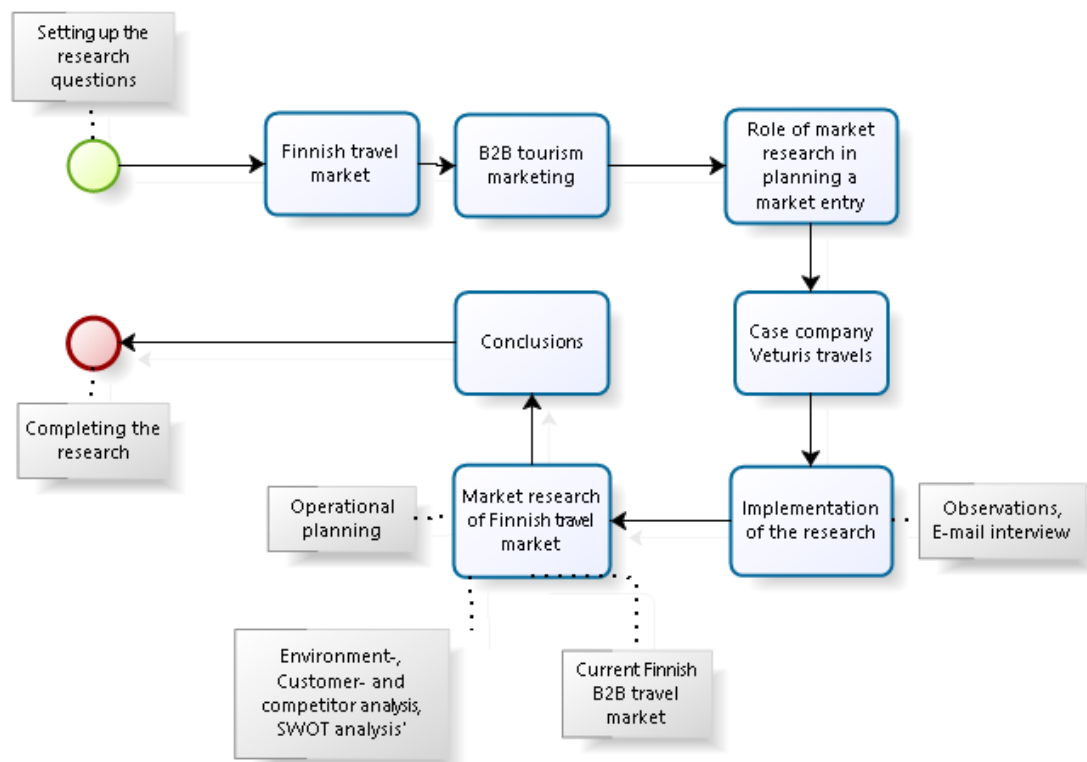 Setting up the
research
questions
Finnish travel
market
B2B tourism
marketing
Role of market
research in
planning a
market entry
Conclusions
Case company
Veturis travels
Completing the
research
Operational
planning
Market research
of Finnish travel
market
Implementation
of the research
Observations,
E-mail interview
Environment-,
Customer- and
competitor analysis,
SWOT analysis'
Current Finnish
B2B travel
market